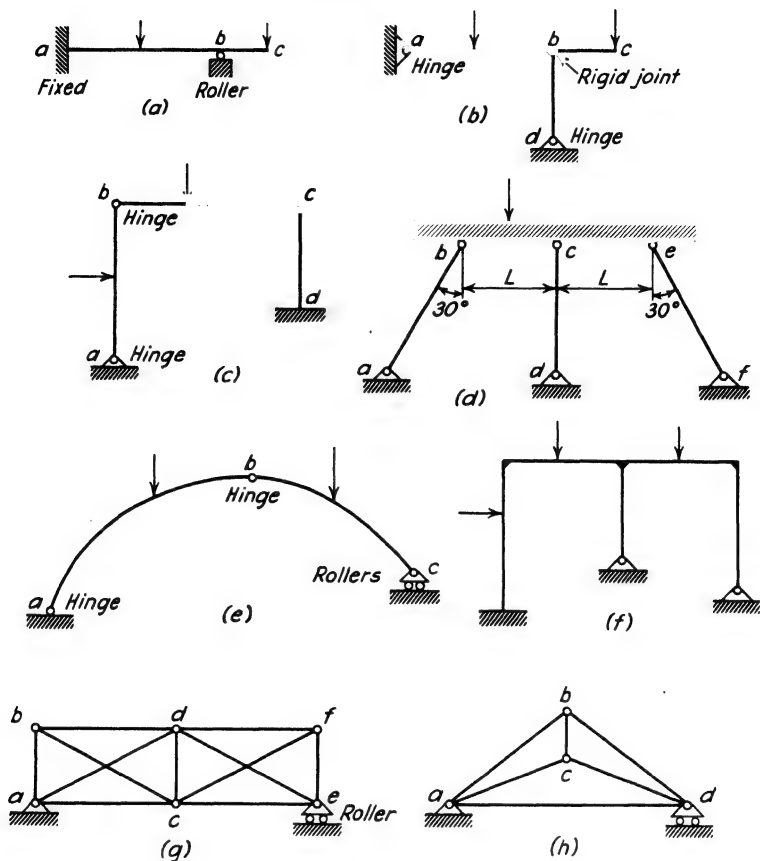 a b c
Fixed Roller
(a)
a
Hinge
b c
Rigid joint
d Hinge
(b)
b
Hinge
c
a Hinge
d
(c)
b c e
L L
30° 30°
a d f
(d)
b
Hinge
a Hinge
Rollers c
(e)
(f)
b d f
a c e
Roller
(g)
b
c
a d
(h)